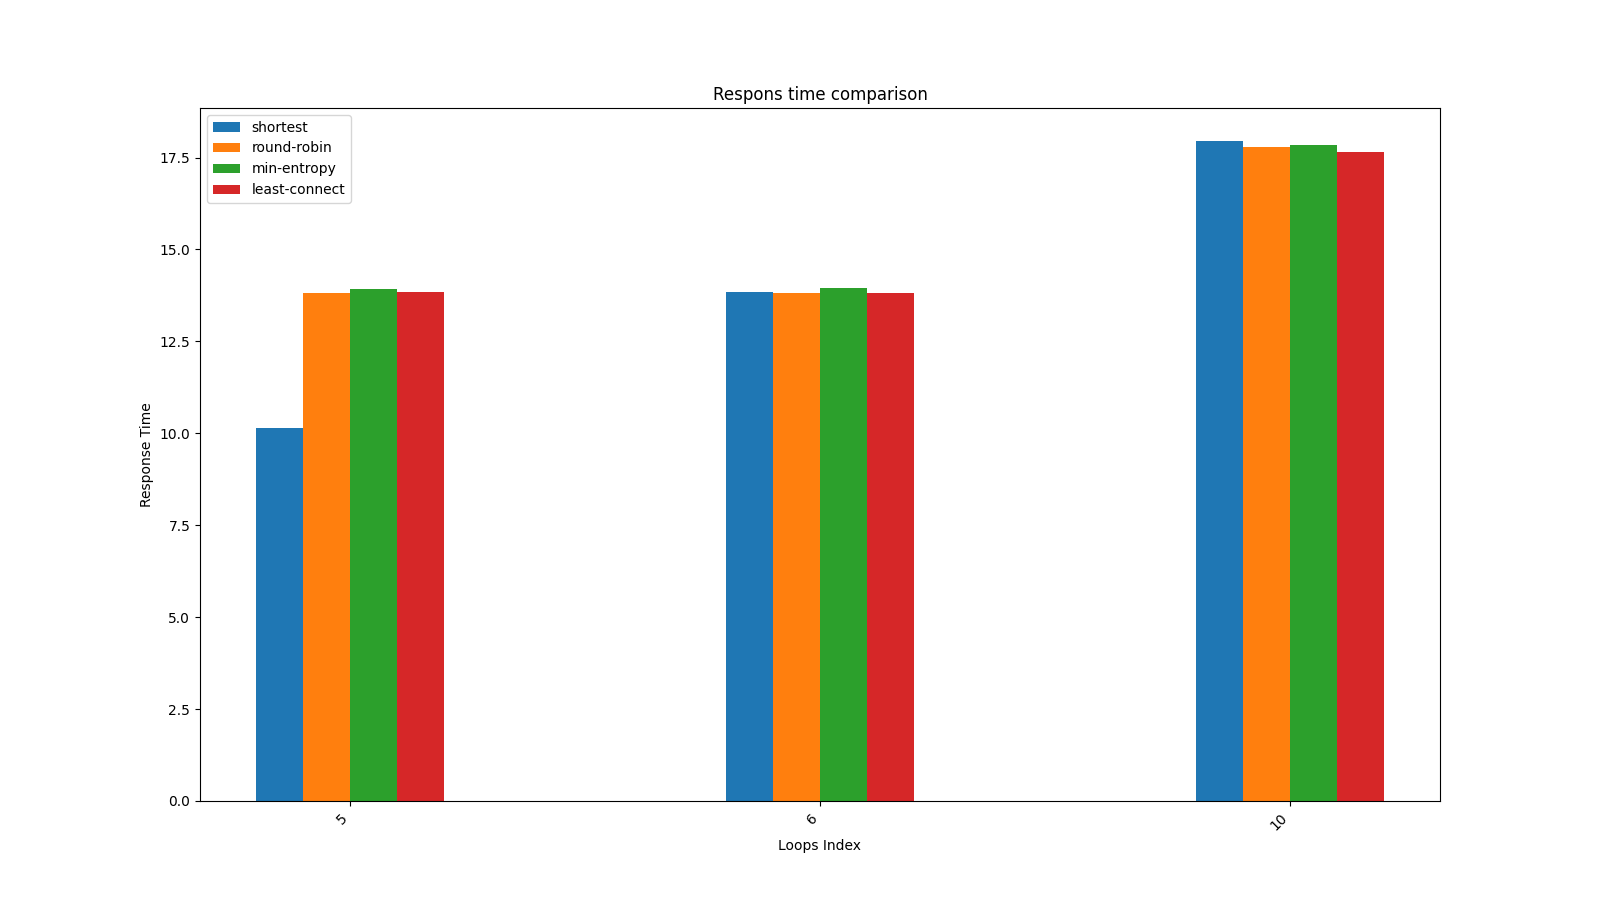 Respons time comparison
shortest
round-robin
min-entropy
least-connect
17.5
15.0
12.5
10.0
7.5
5.0
2.5
0.0
Response Time
5
6
10
Loops Index